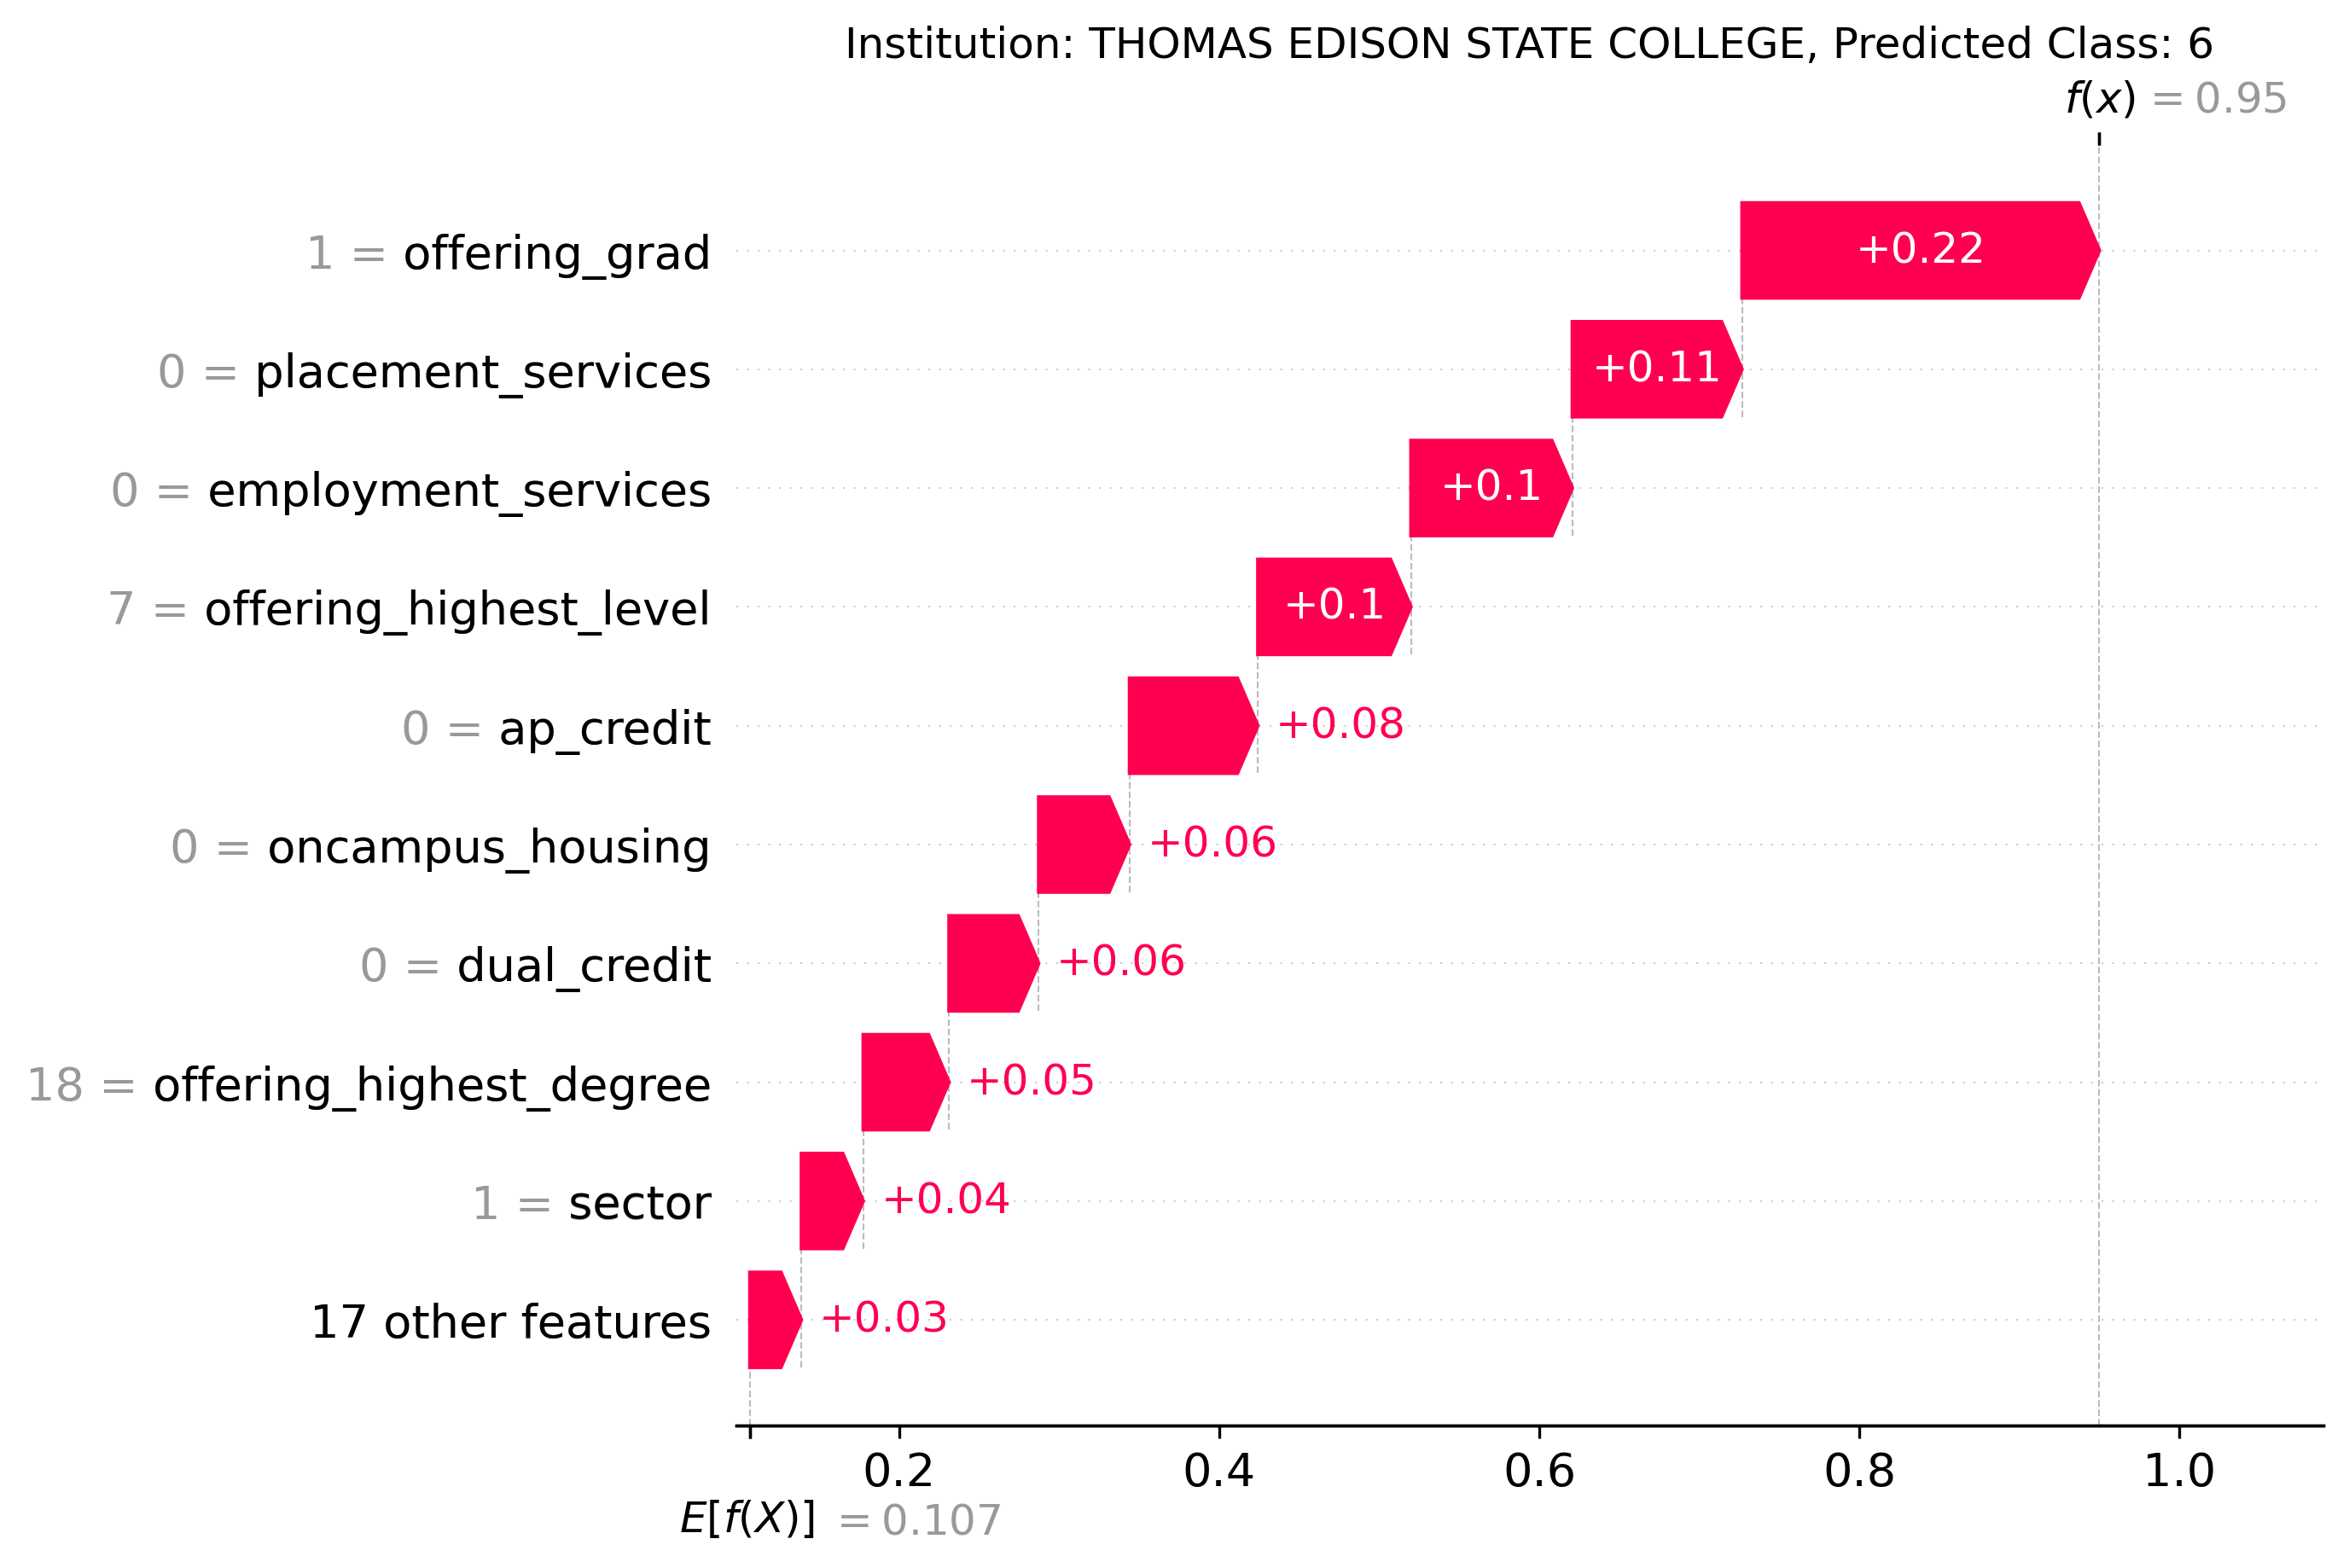 Institution: THOMAS EDISON STATE COLLEGE, Predicted Class: 6
f(x) = 0.95
1 = offering_grad +0.22
0 = placement_services +0.11
0 = employment_services +0.1
7 = offering_highest_level +0.1
0 = ap_credit +0.08
0 = oncampus_housing +0.06
0 = dual_credit +0.06
18 = offering_highest_degree +0.05
1 = sector +0.04
17 other features +0.03
0.2 0.4 0.6 0.8 1.0
E[f(X)] = 0.107